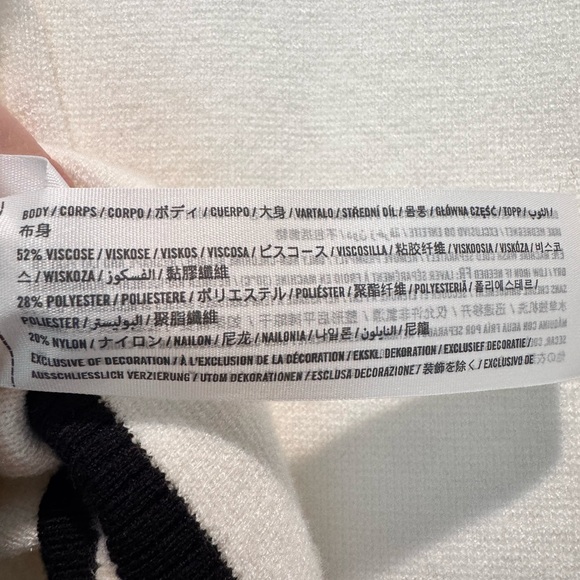 BODY / CORPS / CORPO / ボディ / CUERPO / 大身 / VARTALO / STŘEDNÍ DÍL / 몸통 / GŁÓWNA CZĘŚĆ / TOPP / الثوب /
布身
52% VISCOSE / VISKOSE / VISKOS / VISCOSA / ビスコース / VISCOSILLA / 粘胶纤维 / VISKOSIA / VISKÓZA / 비스코
스 / WISKOZA / الفسكوز / 黏膠纖維
28% POLYESTER / POLIESTERE / ポリエステル / POLIÉSTER / 聚酯纤维 / POLYESTERIÄ / 폴리에스테르 /
POLIESTER / البوليستر / 聚脂纖維
20% NYLON / ナイロン / NAILON / 尼龙 / NAILONIA / 나일론 / النايلون / 尼龍
EXCLUSIVE OF DECORATION / À L'EXCLUSION DE LA DÉCORATION / EKSKL. DEKORATION / EXCLUSIEF DECORATIE /
AUSSCHLIESSLICH VERZIERUNG / UTOM DEKORATIONEN / ESCLUSA DECORAZIONE / 装飾を除く / EXCLUSIVO DE